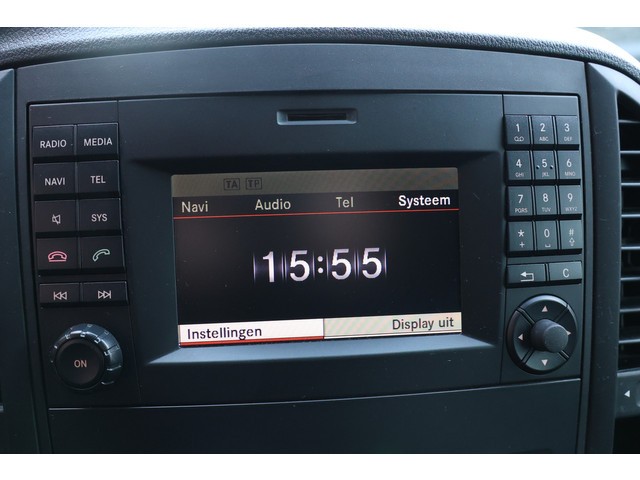 RADIO MEDIA
NAVI TEL
SYS
ON
TA TP
Navi Audio Tel Systeem
15:55
Instellingen Display uit
1 2 ABC 3 DEF
4 GHI 5 JKL 6 MNO
7 PQRS 8 TUV 9 WXYZ
* + 0 #
C